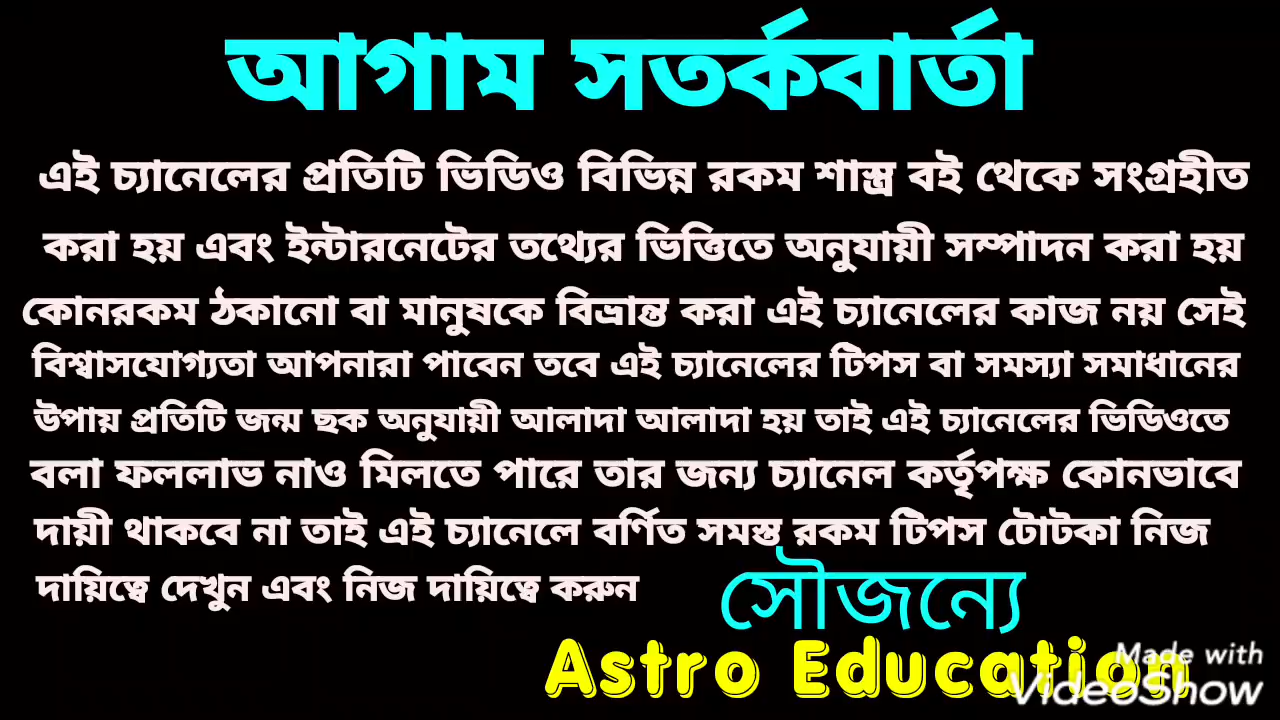 আগাম সতর্কবার্তা
এই চ্যানেলের প্রতিটি ভিডিও বিভিন্ন রকম শাস্ত্র বই থেকে সংগ্রহীত
করা হয় এবং ইন্টারনেটের তথ্যের ভিত্তিতে অনুযায়ী সম্পাদন করা হয়
কোনরকম ঠকানো বা মানুষকে বিভ্রান্ত করা এই চ্যানেলের কাজ নয় সেই
বিশ্বাসযোগ্যতা আপনারা পাবেন তবে এই চ্যানেলের টিপস বা সমস্যা সমাধানের
উপায় প্রতিটি জন্ম ছক অনুযায়ী আলাদা আলাদা হয় তাই এই চ্যানেলের ভিডিওতে
বলা ফললাভ নাও মিলতে পারে তার জন্য চ্যানেল কর্তৃপক্ষ কোনভাবে
দায়ী থাকবে না তাই এই চ্যানেলে বর্ণিত সমস্ত রকম টিপস টোটকা নিজ
দায়িত্বে দেখুন এবং নিজ দায়িত্বে করুন
সৌজন্যে
Astro Education
Made with
VideoShow